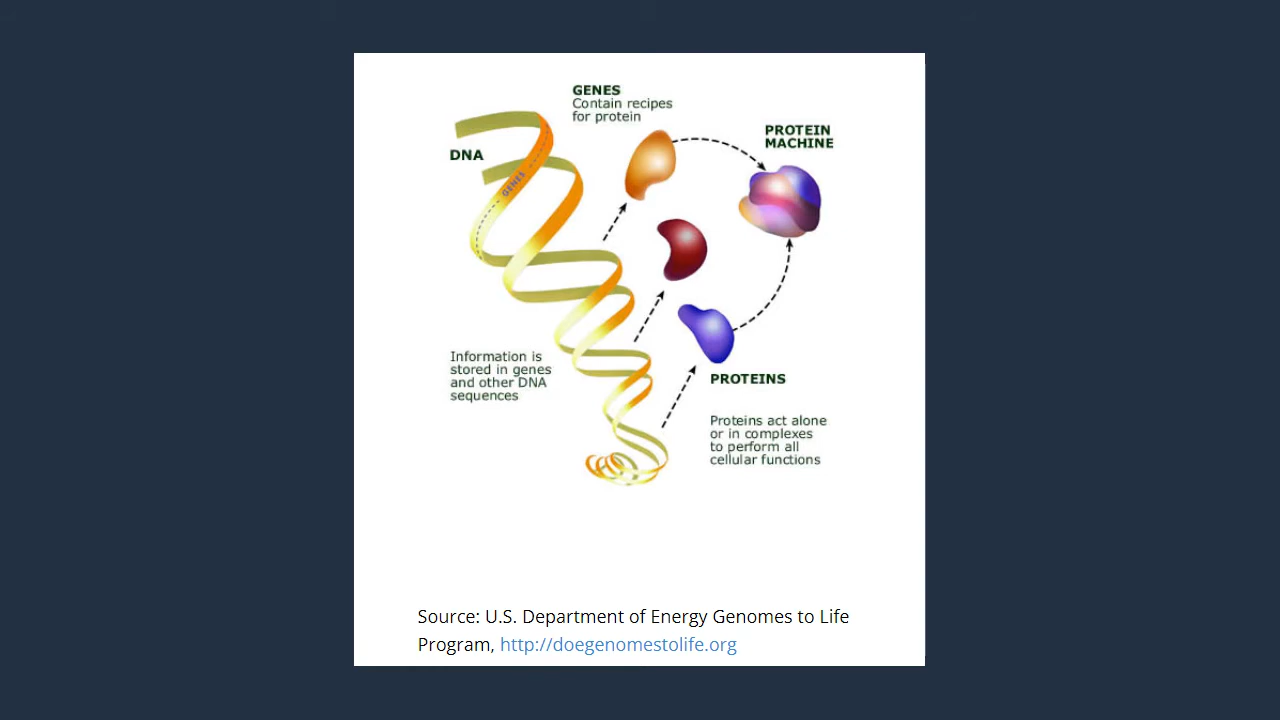 GENES
Contain recipes
for protein
DNA
GENES
PROTEIN
MACHINE
Information is
stored in genes
and other DNA
sequences
PROTEINS
Proteins act alone
or in complexes
to perform all
cellular functions
Source: U.S. Department of Energy Genomes to Life
Program, http://doegenomestolife.org